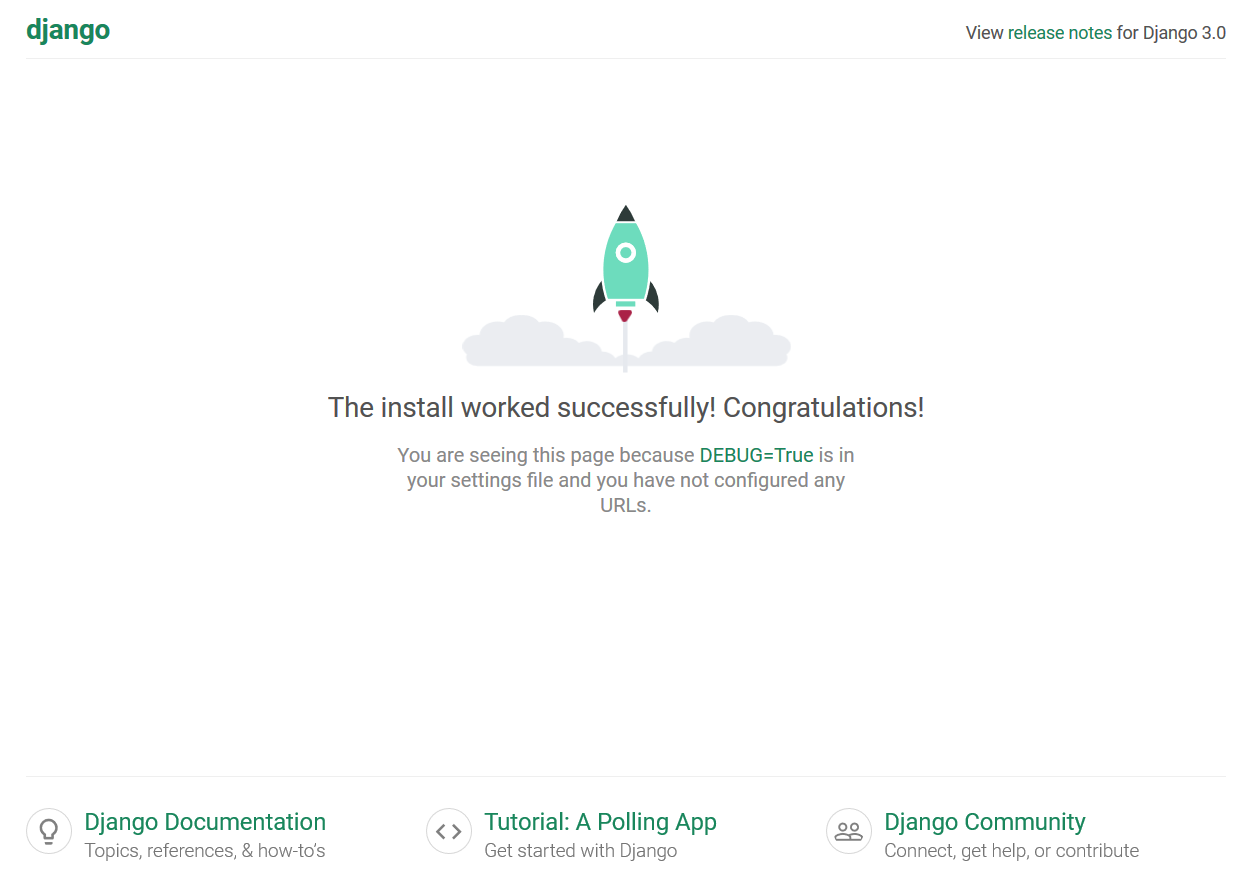 django
View release notes for Django 3.0
The install worked successfully! Congratulations!
You are seeing this page because DEBUG=True is in
your settings file and you have not configured any
URLs.
Django Documentation
Topics, references, & how-to’s
Tutorial: A Polling App
Get started with Django
Django Community
Connect, get help, or contribute